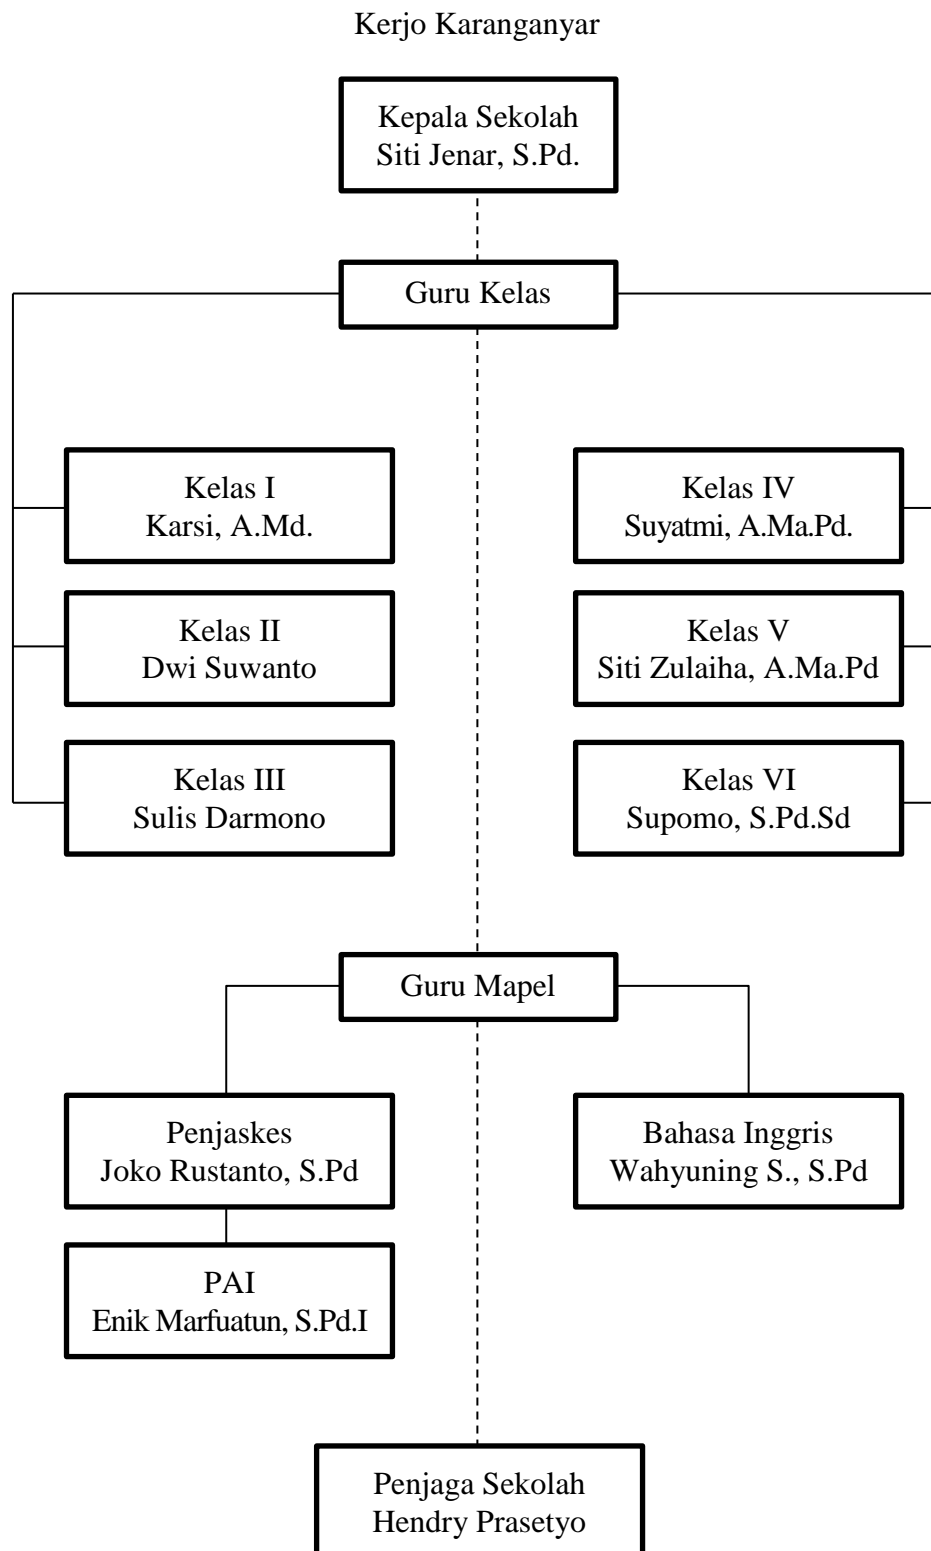 Kerjo Karanganyar
Kepala Sekolah
Siti Jenar, S.Pd.
Guru Kelas
Kelas I
Karsi, A.Md.
Kelas IV
Suyatmi, A.Ma.Pd.
Kelas II
Dwi Suwanto
Kelas V
Siti Zulaiha, A.Ma.Pd
Kelas III
Sulis Darmono
Kelas VI
Supomo, S.Pd.Sd
Guru Mapel
Penjaskes
Joko Rustanto, S.Pd
Bahasa Inggris
Wahyuning S., S.Pd
PAI
Enik Marfuatun, S.Pd.I
Penjaga Sekolah
Hendry Prasetyo